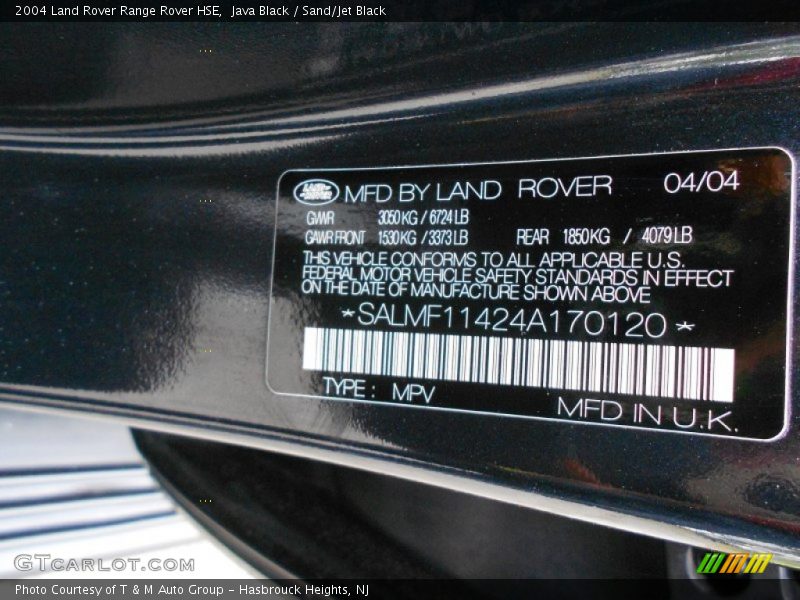 2004 Land Rover Range Rover HSE, Java Black / Sand/Jet Black
LAND ROVER MFD BY LAND ROVER 04/04
GVWR 3050 KG / 6724 LB
GAWR FRONT 1530 KG / 3373 LB REAR 1850 KG / 4079 LB
THIS VEHICLE CONFORMS TO ALL APPLICABLE U.S.
FEDERAL MOTOR VEHICLE SAFETY STANDARDS IN EFFECT
ON THE DATE OF MANUFACTURE SHOWN ABOVE
*SALMF11424A170120*
TYPE: MPV
MFD IN U.K.
GTCARLOT.COM
Photo Courtesy of T & M Auto Group - Hasbrouck Heights, NJ